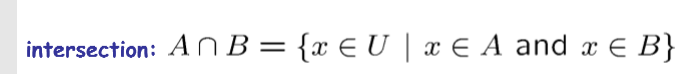 intersection: A ∩ B = {x ∈ U | x ∈ A and x ∈ B}